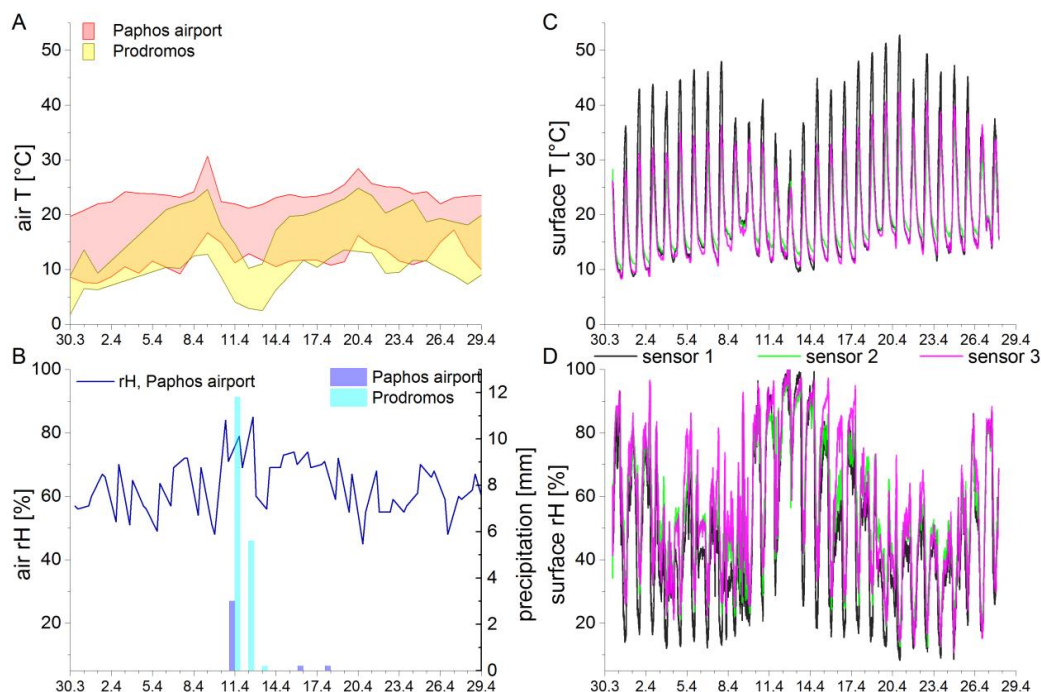 A
Paphos airport
Prodromos
air T [°C]
50
40
30
20
10
0
30.3 2.4 5.4 8.4 11.4 14.4 17.4 20.4 23.4 26.4 29.4
C
surface T [°C]
50
40
30
20
10
0
30.3 2.4 5.4 8.4 11.4 14.4 17.4 20.4 23.4 26.4 29.4
B
rH, Paphos airport
Paphos airport
Prodromos
air rH [%]
100
80
60
40
20
precipitation [mm]
12
10
8
6
4
2
0
30.3 2.4 5.4 8.4 11.4 14.4 17.4 20.4 23.4 26.4 29.4
D
sensor 1 sensor 2 sensor 3
surface rH [%]
100
80
60
40
20
30.3 2.4 5.4 8.4 11.4 14.4 17.4 20.4 23.4 26.4 29.4